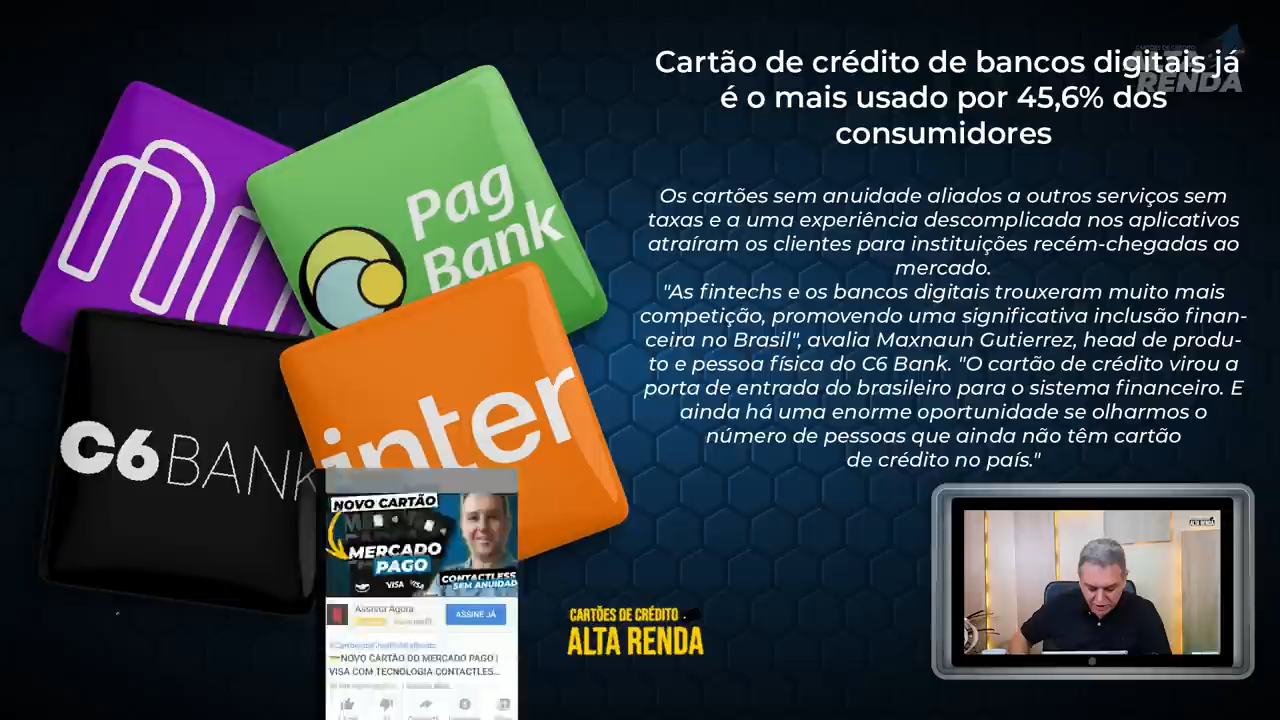 Cartão de crédito de bancos digitais já
é o mais usado por 45,6% dos
consumidores
ALTA
RENDA
Os cartões sem anuidade aliados a outros serviços sem
taxas e a uma experiência descomplicada nos aplicativos
atraíram os clientes para instituições recém-chegadas ao
mercado.
"As fintechs e os bancos digitais trouxeram muito mais
competição, promovendo uma significativa inclusão finan-
ceira no Brasil", avalia Maxnaun Gutierrez, head de produ-
to e pessoa física do C6 Bank. "O cartão de crédito virou a
porta de entrada do brasileiro para o sistema financeiro. E
ainda há uma enorme oportunidade se olharmos o
número de pessoas que ainda não têm cartão
de crédito no país."
nu
Pag
Bank
C6 BANK
inter
NOVO CARTÃO
MERCADO
PAGO
VISA
CONTACTLESS
SEM ANUIDAD
Assista Agora
ASSINE JÁ
NOVO CARTÃO DO MERCADO PAGO |
VISA COM TECNOLOGIA CONTACTLES...
CARTÕES DE CRÉDITO
ALTA RENDA
ALTA RENDA